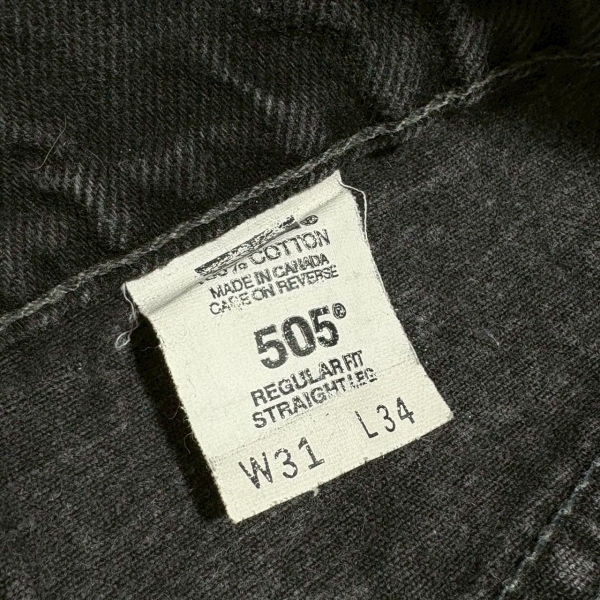 % COTTON
MADE IN CANADA
CARE ON REVERSE
505®
REGULAR FIT
STRAIGHT LEG
W31 L34